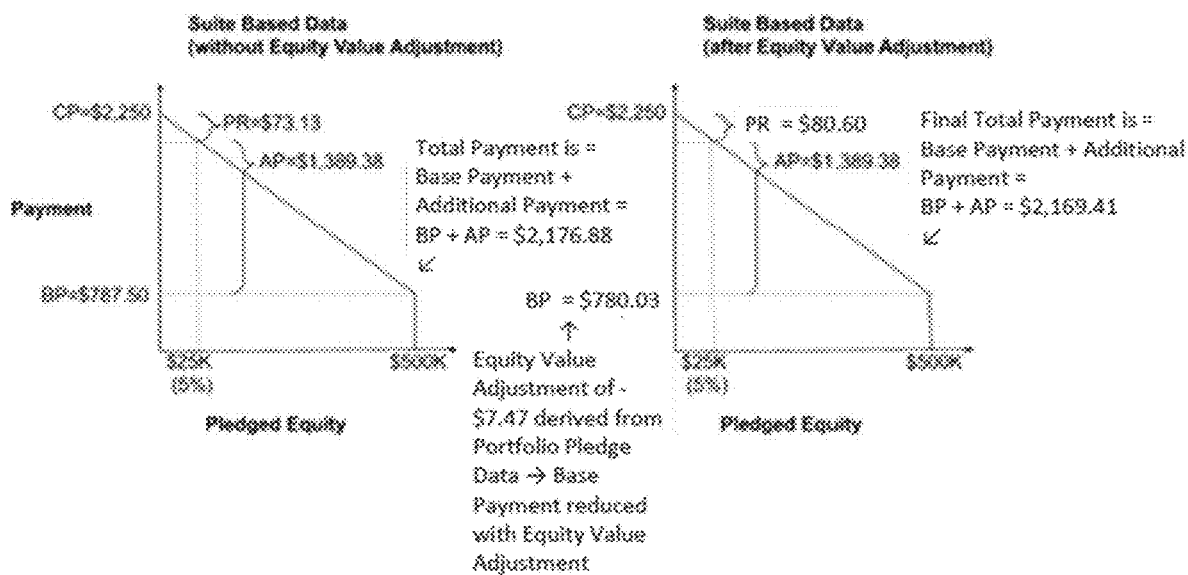 Suite Based Data
(without Equity Value Adjustment)
CP=$2,250
PR=$73.13
AP=$1,389.38
Total Payment is =
Base Payment +
Additional Payment =
BP + AP = $2,176.88
↙
Payment
BP=$787.50
$25K
(5%)
$500K
Pledged Equity
Suite Based Data
(after Equity Value Adjustment)
CP=$2,250
PR = $80.60
AP=$1,389.38
Final Total Payment is =
Base Payment + Additional
Payment =
BP + AP = $2,169.41
↙
BP = $780.03
↑
Equity Value
Adjustment of -
$7.47 derived from
Portfolio Pledge
Data → Base
Payment reduced
with Equity Value
Adjustment
$25K
(5%)
$500K
Pledged Equity